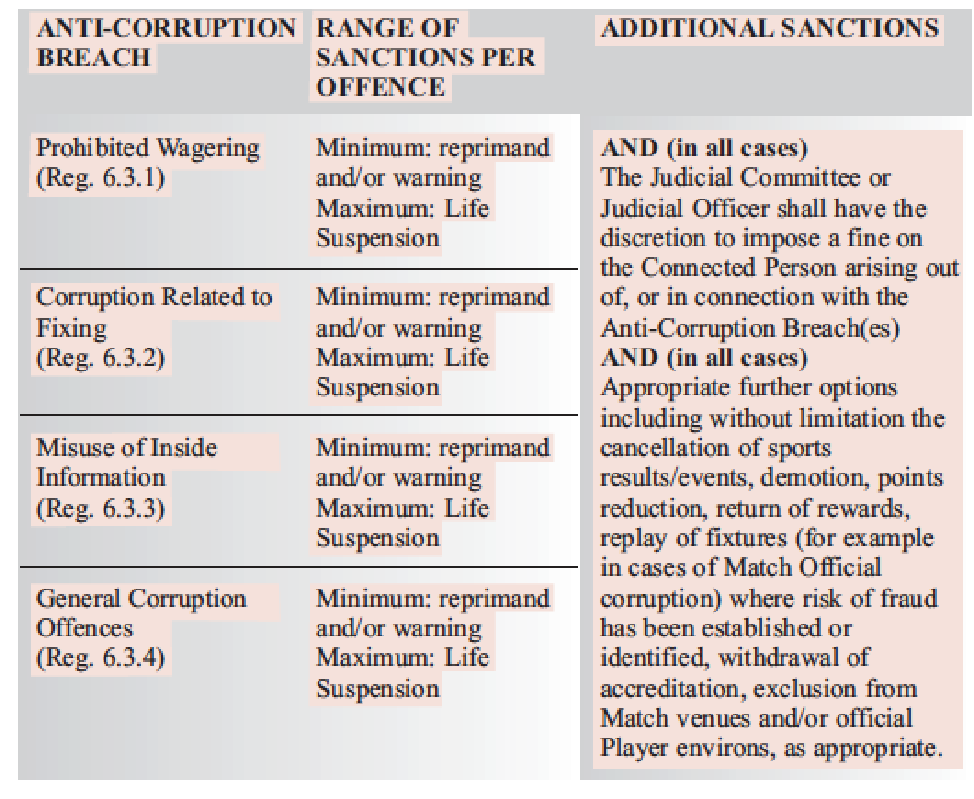 ANTI-CORRUPTION
BREACH
RANGE OF
SANCTIONS PER
OFFENCE
ADDITIONAL SANCTIONS
Prohibited Wagering
(Reg. 6.3.1)
Minimum: reprimand
and/or warning
Maximum: Life
Suspension
Corruption Related to
Fixing
(Reg. 6.3.2)
Minimum: reprimand
and/or warning
Maximum: Life
Suspension
Misuse of Inside
Information
(Reg. 6.3.3)
Minimum: reprimand
and/or warning
Maximum: Life
Suspension
General Corruption
Offences
(Reg. 6.3.4)
Minimum: reprimand
and/or warning
Maximum: Life
Suspension
AND (in all cases)
The Judicial Committee or
Judicial Officer shall have the
discretion to impose a fine on
the Connected Person arising out
of, or in connection with the
Anti-Corruption Breach(es)
AND (in all cases)
Appropriate further options
including without limitation the
cancellation of sports
results/events, demotion, points
reduction, return of rewards,
replay of fixtures (for example
in cases of Match Official
corruption) where risk of fraud
has been established or
identified, withdrawal of
accreditation, exclusion from
Match venues and/or official
Player environs, as appropriate.